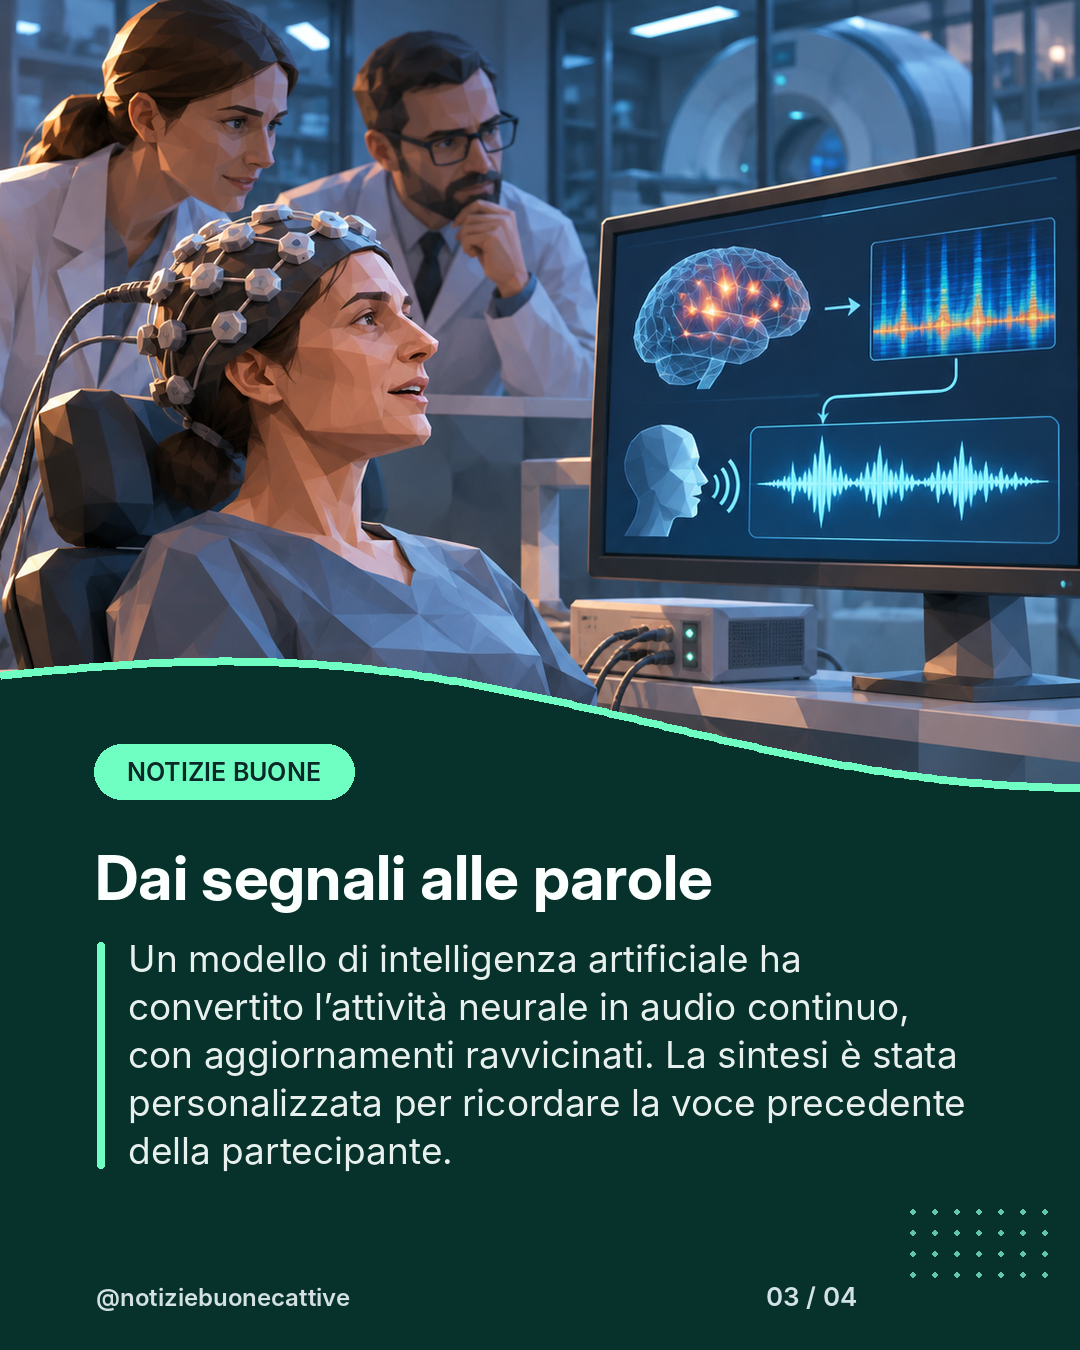 NOTIZIE BUONE
Dai segnali alle parole
Un modello di intelligenza artificiale ha
convertito l’attività neurale in audio continuo,
con aggiornamenti ravvicinati. La sintesi è stata
personalizzata per ricordare la voce precedente
della partecipante.
@notiziebuonecattive
03 / 04